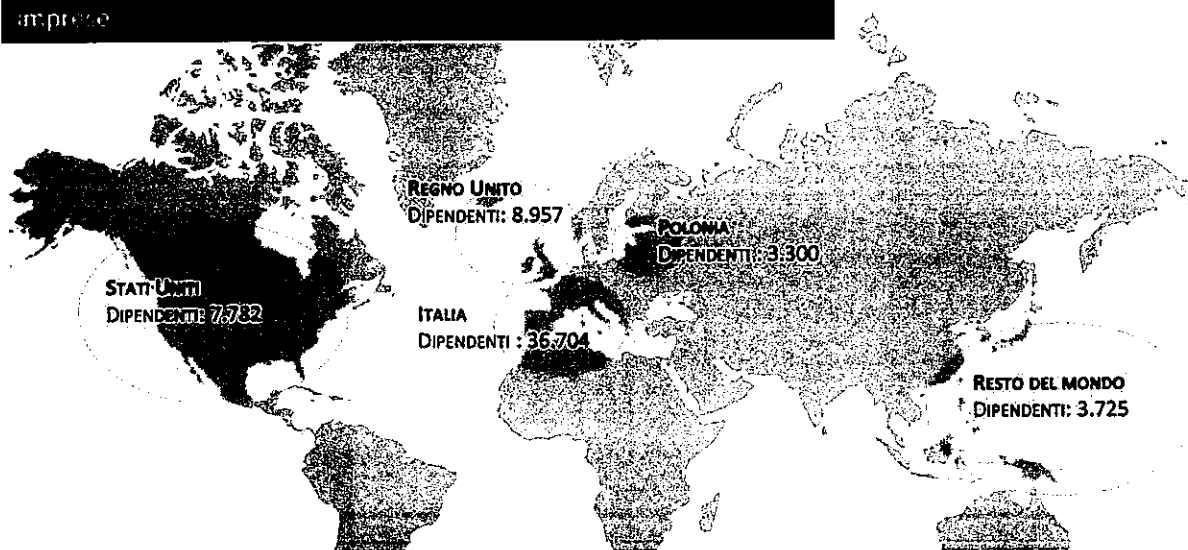 imprese
REGNO UNITO
DIPENDENTI: 8.957
POLONIA
DIPENDENTI : 3.300
STATI UNITI
DIPENDENTI: 7.782
ITALIA
DIPENDENTI : 36.704
RESTO DEL MONDO
DIPENDENTI: 3.725